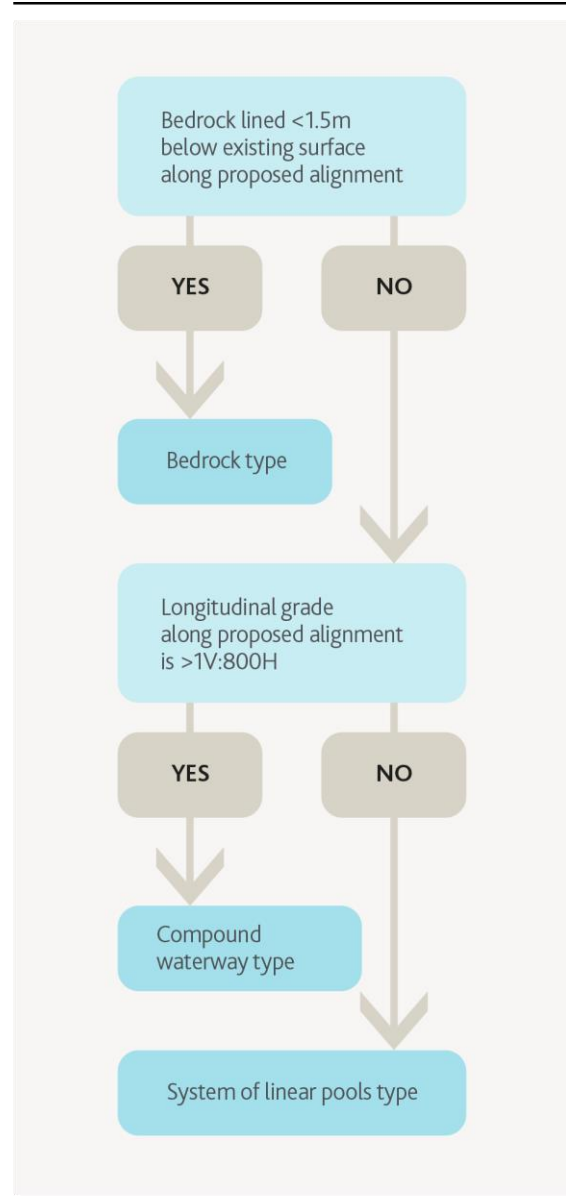 Bedrock lined <1.5m
below existing surface
along proposed alignment
YES
NO
Bedrock type
Longitudinal grade
along proposed alignment
is >1V:800H
YES
NO
Compound
waterway type
System of linear pools type